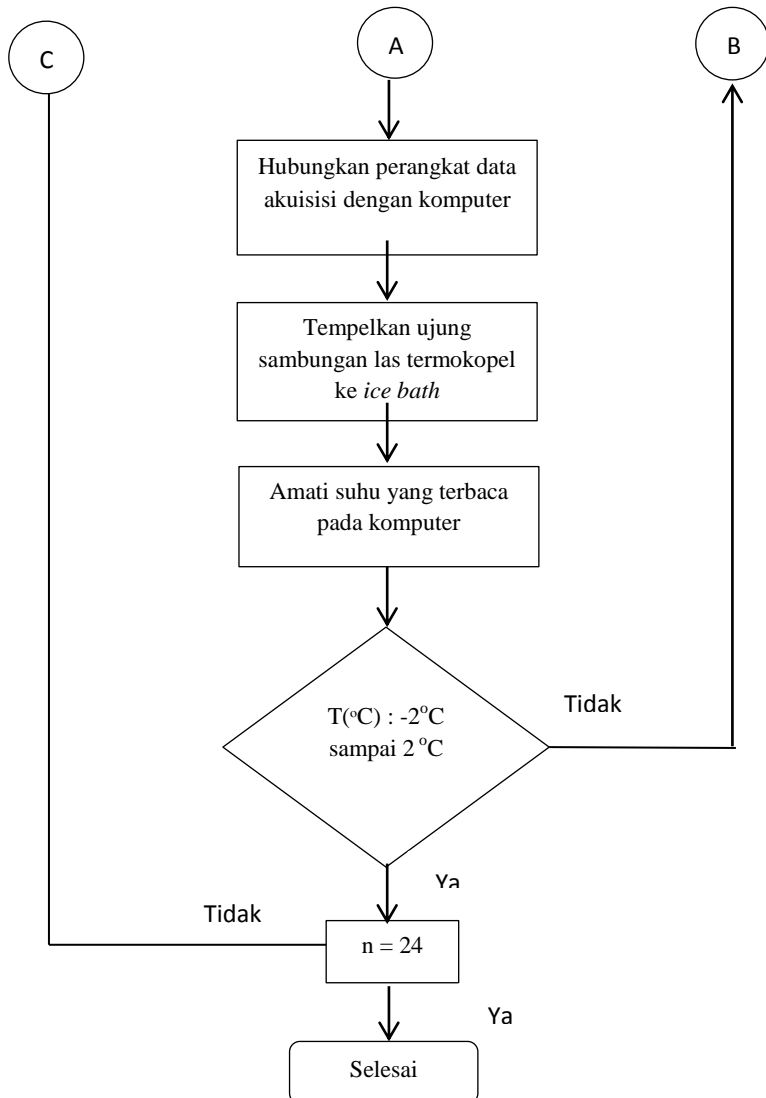 C
A
B
Hubungkan perangkat data
akuisisi dengan komputer
Tempelkan ujung
sambungan las termokopel
ke ice bath
Amati suhu yang terbaca
pada komputer
T(°C) : -2°C
sampai 2 °C
Tidak
Ya
Tidak
n = 24
Ya
Selesai